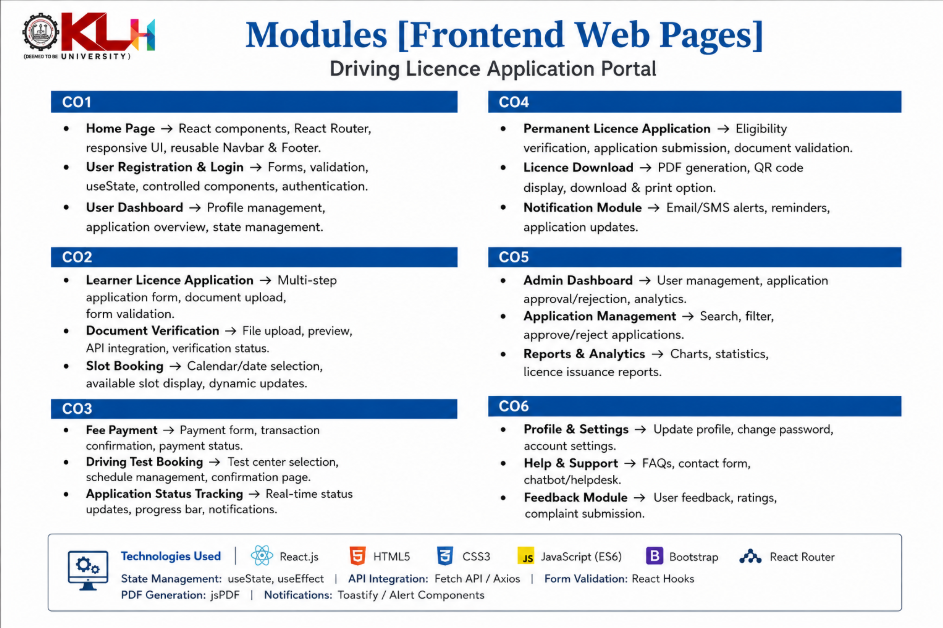 KLH
(DEEMED TO BE UNIVERSITY)
Modules [Frontend Web Pages]
Driving Licence Application Portal
CO1
• Home Page → React components, React Router,
responsive UI, reusable Navbar & Footer.
• User Registration & Login → Forms, validation,
useState, controlled components, authentication.
• User Dashboard → Profile management,
application overview, state management.
CO2
• Learner Licence Application → Multi-step
application form, document upload,
form validation.
• Document Verification → File upload, preview,
API integration, verification status.
• Slot Booking → Calendar/date selection,
available slot display, dynamic updates.
CO3
• Fee Payment → Payment form, transaction
confirmation, payment status.
• Driving Test Booking → Test center selection,
schedule management, confirmation page.
• Application Status Tracking → Real-time status
updates, progress bar, notifications.
CO4
• Permanent Licence Application → Eligibility
verification, application submission, document validation.
• Licence Download → PDF generation, QR code
display, download & print option.
• Notification Module → Email/SMS alerts, reminders,
application updates.
CO5
• Admin Dashboard → User management, application
approval/rejection, analytics.
• Application Management → Search, filter,
approve/reject applications.
• Reports & Analytics → Charts, statistics,
licence issuance reports.
CO6
• Profile & Settings → Update profile, change password,
account settings.
• Help & Support → FAQs, contact form,
chatbot/helpdesk.
• Feedback Module → User feedback, ratings,
complaint submission.
Technologies Used | React.js 5 HTML5 3 CSS3 JS JavaScript (ES6) B Bootstrap React Router
State Management: useState, useEffect | API Integration: Fetch API / Axios | Form Validation: React Hooks
PDF Generation: jsPDF | Notifications: Toastify / Alert Components